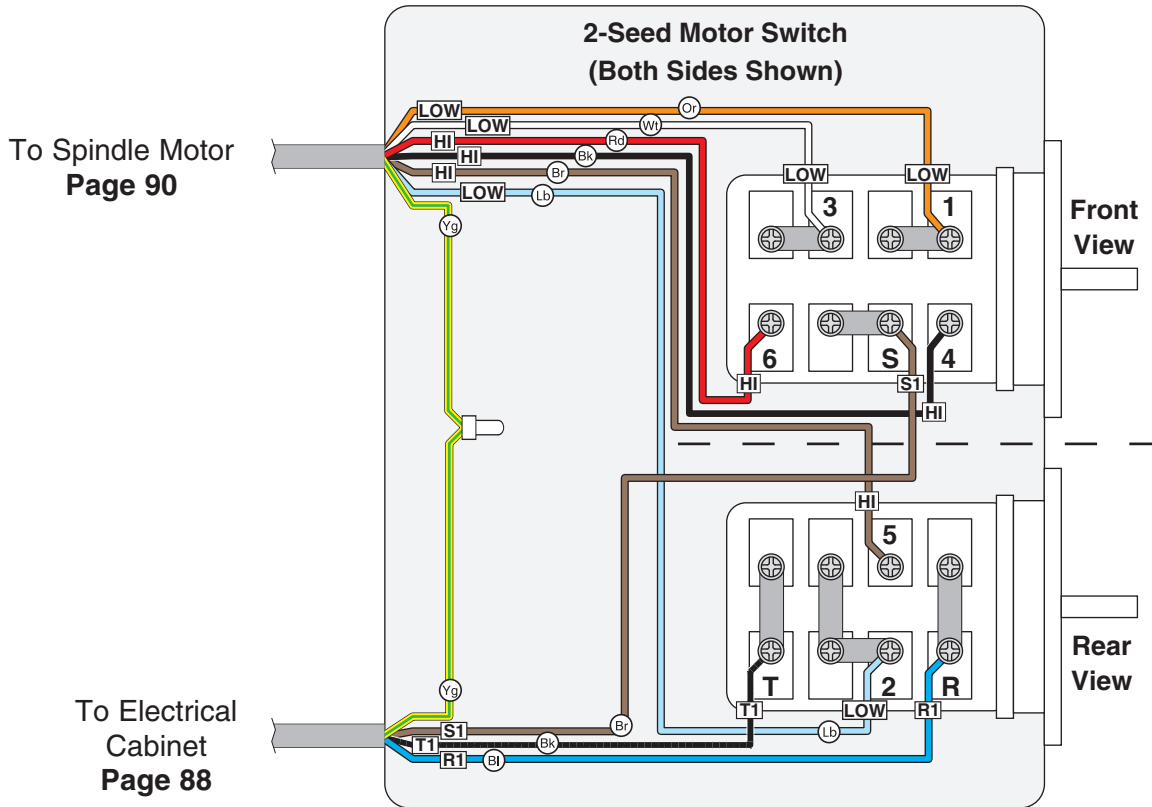 2-Seed Motor Switch
(Both Sides Shown)
To Spindle Motor
Page 90
LOW
Or
LOW
Wt
HI
Rd
HI
Bk
HI
Br
LOW
Lb
Yg
LOW
LOW
3
1
Front
View
6
S
4
HI
S1
HI
HI
5
T
2
R
Rear
View
T1
LOW
R1
To Electrical
Cabinet
Page 88
Yg
S1
Br
T1
Bk
Lb
R1
Bl